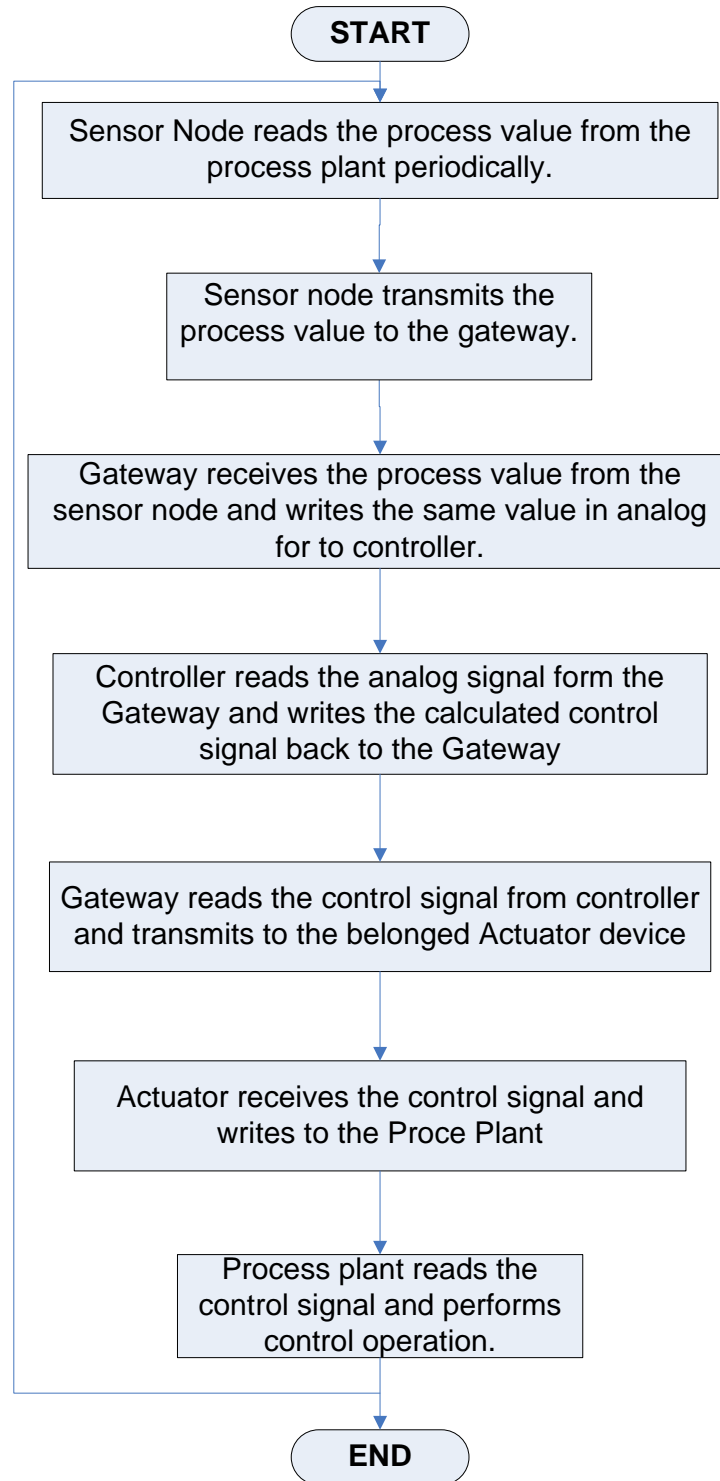 START
Sensor Node reads the process value from the
process plant periodically.
Sensor node transmits the
process value to the gateway.
Gateway receives the process value from the
sensor node and writes the same value in analog
for to controller.
Controller reads the analog signal form the
Gateway and writes the calculated control
signal back to the Gateway
Gateway reads the control signal from controller
and transmits to the belonged Actuator device
Actuator receives the control signal and
writes to the Proce Plant
Process plant reads the
control signal and performs
control operation.
END